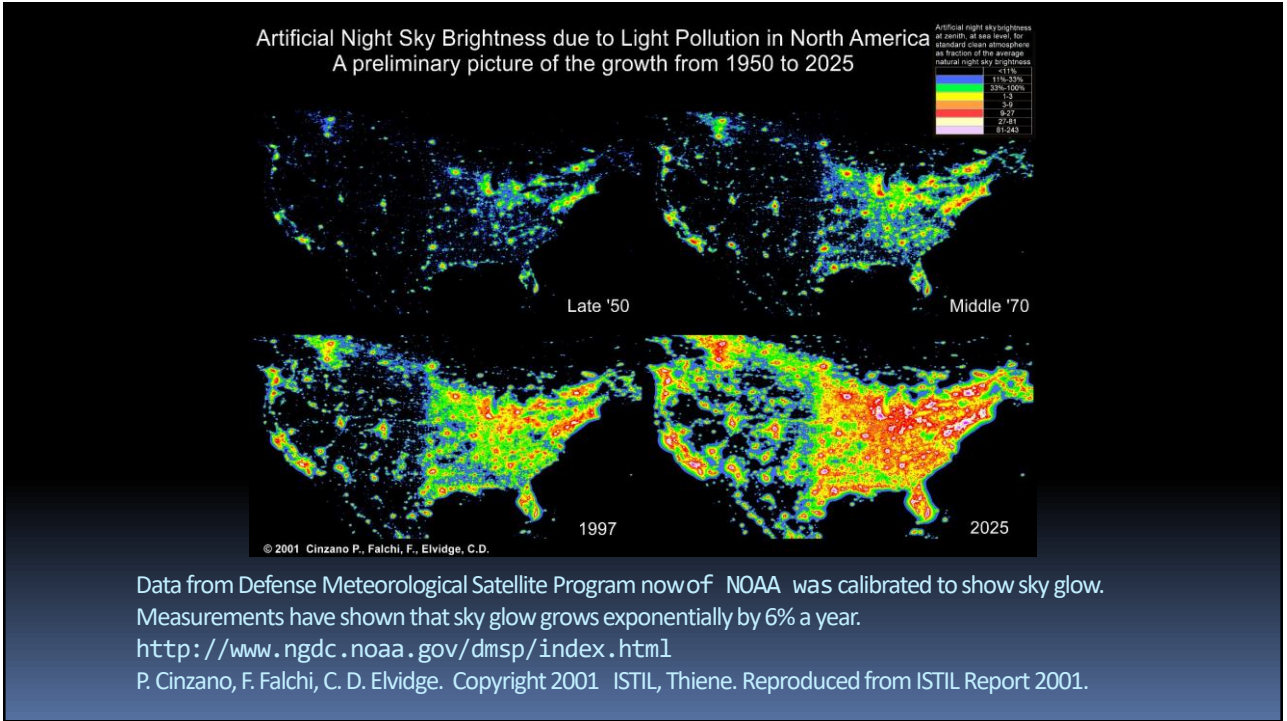 Artificial Night Sky Brightness due to Light Pollution in North America
A preliminary picture of the growth from 1950 to 2025
Artificial night sky brightness
at zenith, at sea level, for
standard clean atmosphere
as fraction of the average
natural night sky brightness
<11%
11%-33%
33%-100%
1-3
3-9
9-27
27-81
81-243
Late '50
Middle '70
1997
2025
© 2001 Cinzano P., Falchi, F., Elvidge, C.D.
Data from Defense Meteorological Satellite Program now of NOAA was calibrated to show sky glow.
Measurements have shown that sky glow grows exponentially by 6% a year.
http://www.ngdc.noaa.gov/dmsp/index.html
P. Cinzano, F. Falchi, C. D. Elvidge. Copyright 2001 ISTIL, Thiene. Reproduced from ISTIL Report 2001.